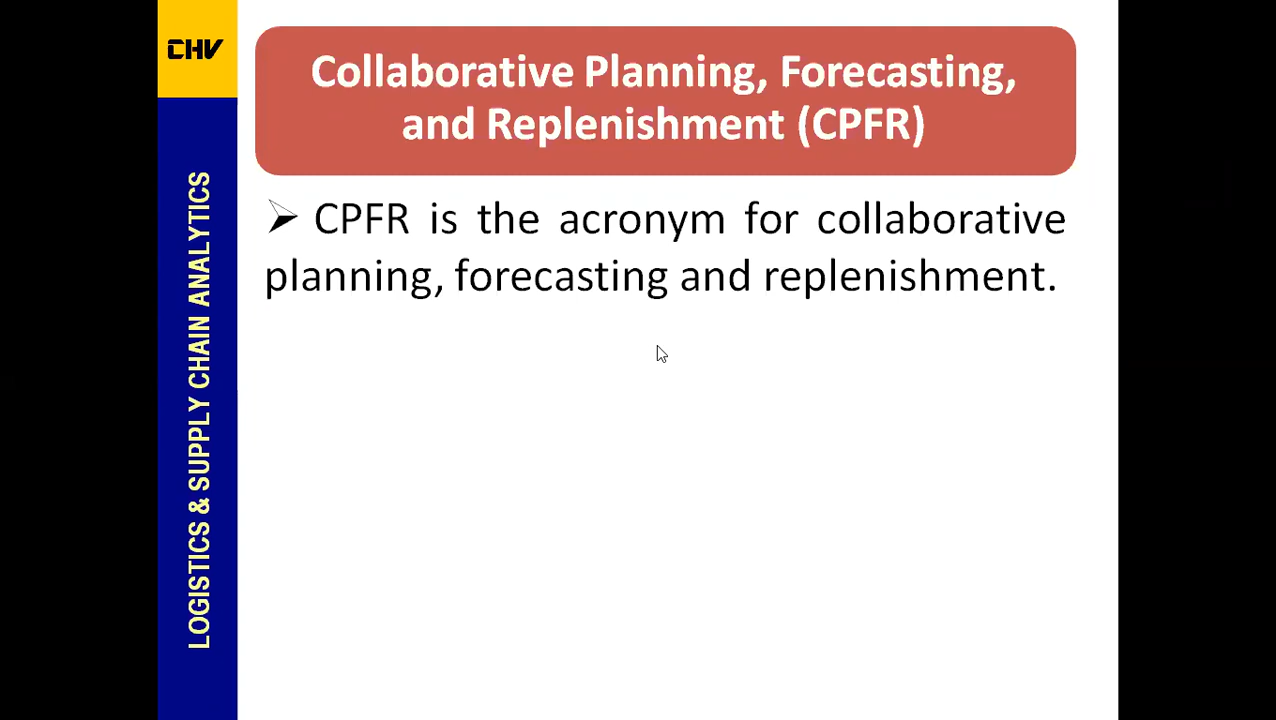 CHV
Collaborative Planning, Forecasting,
and Replenishment (CPFR)
➢ CPFR is the acronym for collaborative
planning, forecasting and replenishment.
LOGISTICS & SUPPLY CHAIN ANALYTICS